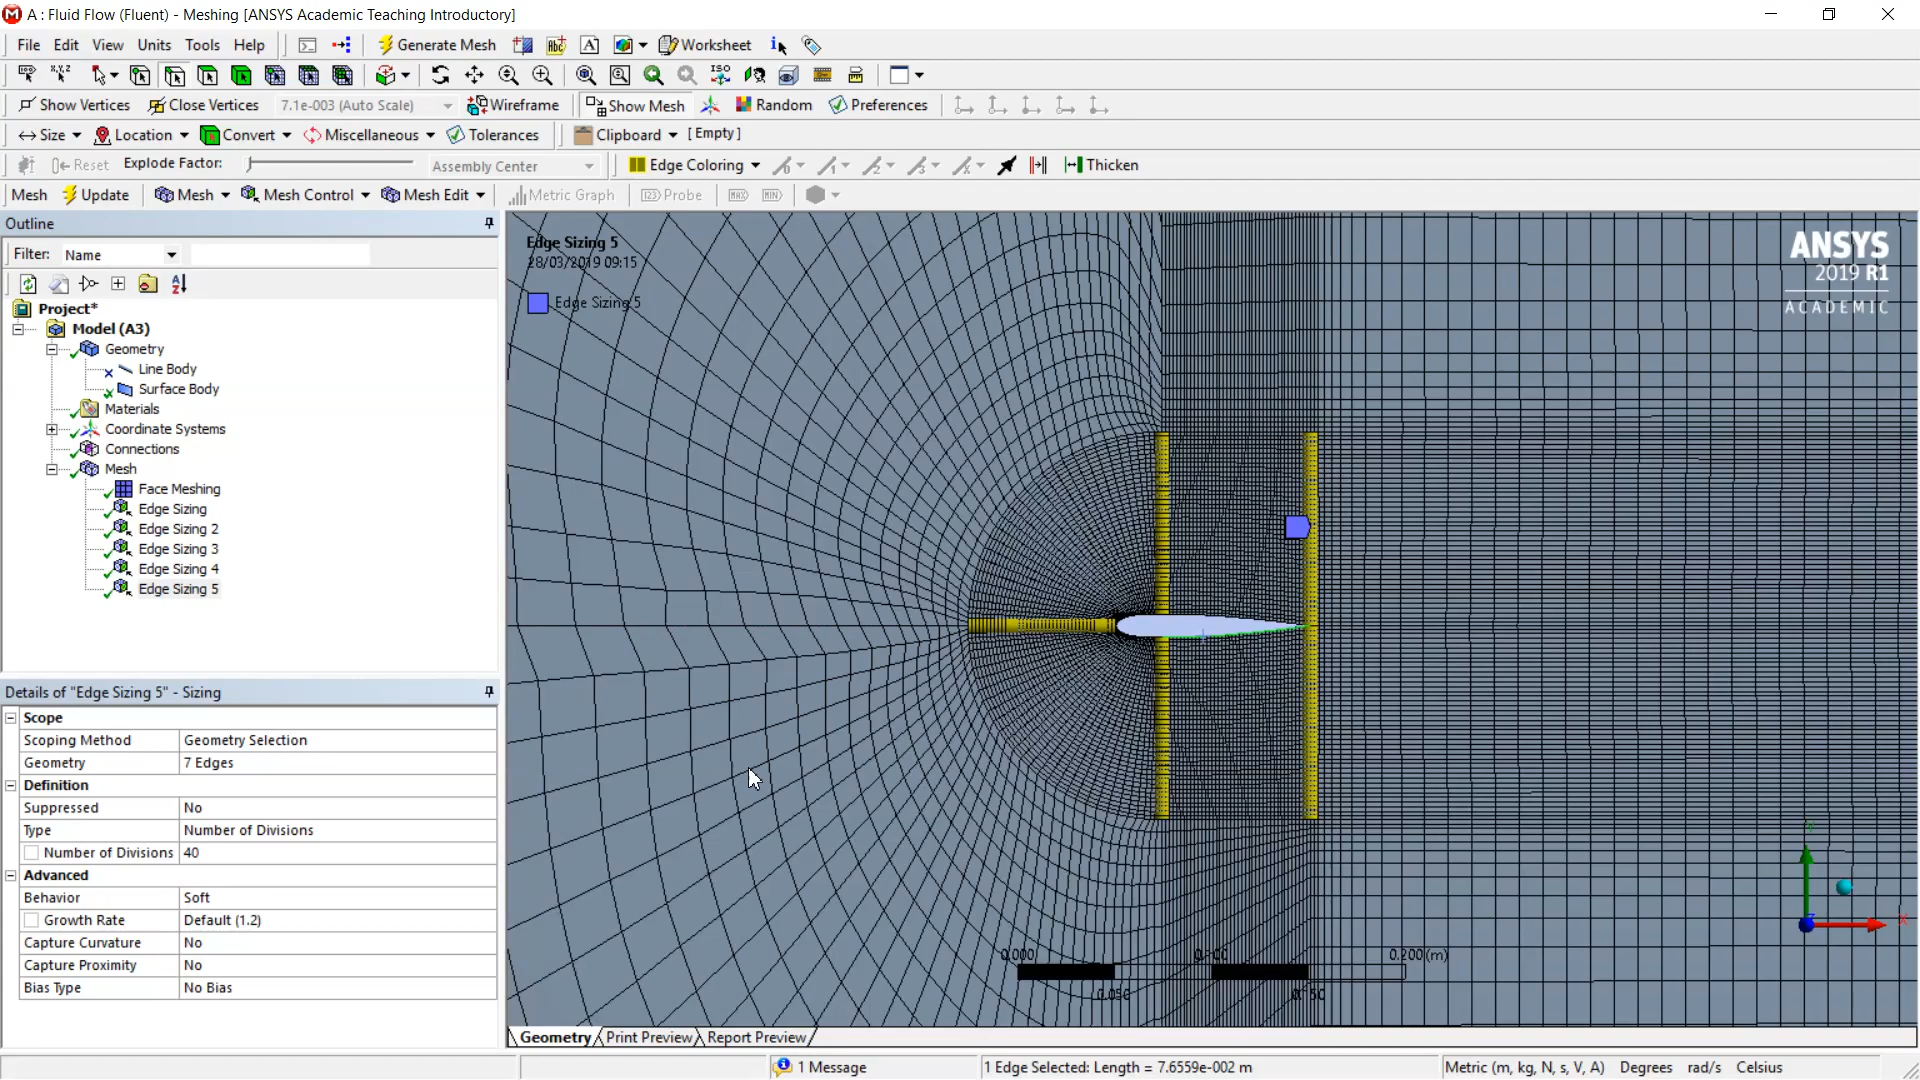 A : Fluid Flow (Fluent) - Meshing [ANSYS Academic Teaching Introductory]
File Edit View Units Tools Help Generate Mesh Worksheet
Show Vertices Close Vertices 7.1e-003 (Auto Scale) Wireframe Show Mesh Random Preferences
Size Location Convert Miscellaneous Tolerances Clipboard [ Empty ]
Reset Explode Factor: Assembly Center Edge Coloring Thicken
Mesh Update Mesh Mesh Control Mesh Edit Metric Graph Probe
Outline
Filter: Name
Project*
Model (A3)
Geometry
Line Body
Surface Body
Materials
Coordinate Systems
Connections
Mesh
Face Meshing
Edge Sizing
Edge Sizing 2
Edge Sizing 3
Edge Sizing 4
Edge Sizing 5
Details of "Edge Sizing 5" - Sizing
Scope
Scoping Method Geometry Selection
Geometry 7 Edges
Definition
Suppressed No
Type Number of Divisions
Number of Divisions 40
Advanced
Behavior Soft
Growth Rate Default (1.2)
Capture Curvature No
Capture Proximity No
Bias Type No Bias
Edge Sizing 5
28/03/2019 09:15
Edge Sizing 5
ANSYS
2019 R1
ACADEMIC
0.000 0.200 (m)
Y
X
Z
Geometry Print Preview Report Preview
1 Message 1 Edge Selected: Length = 7.6559e-002 m Metric (m, kg, N, s, V, A) Degrees rad/s Celsius